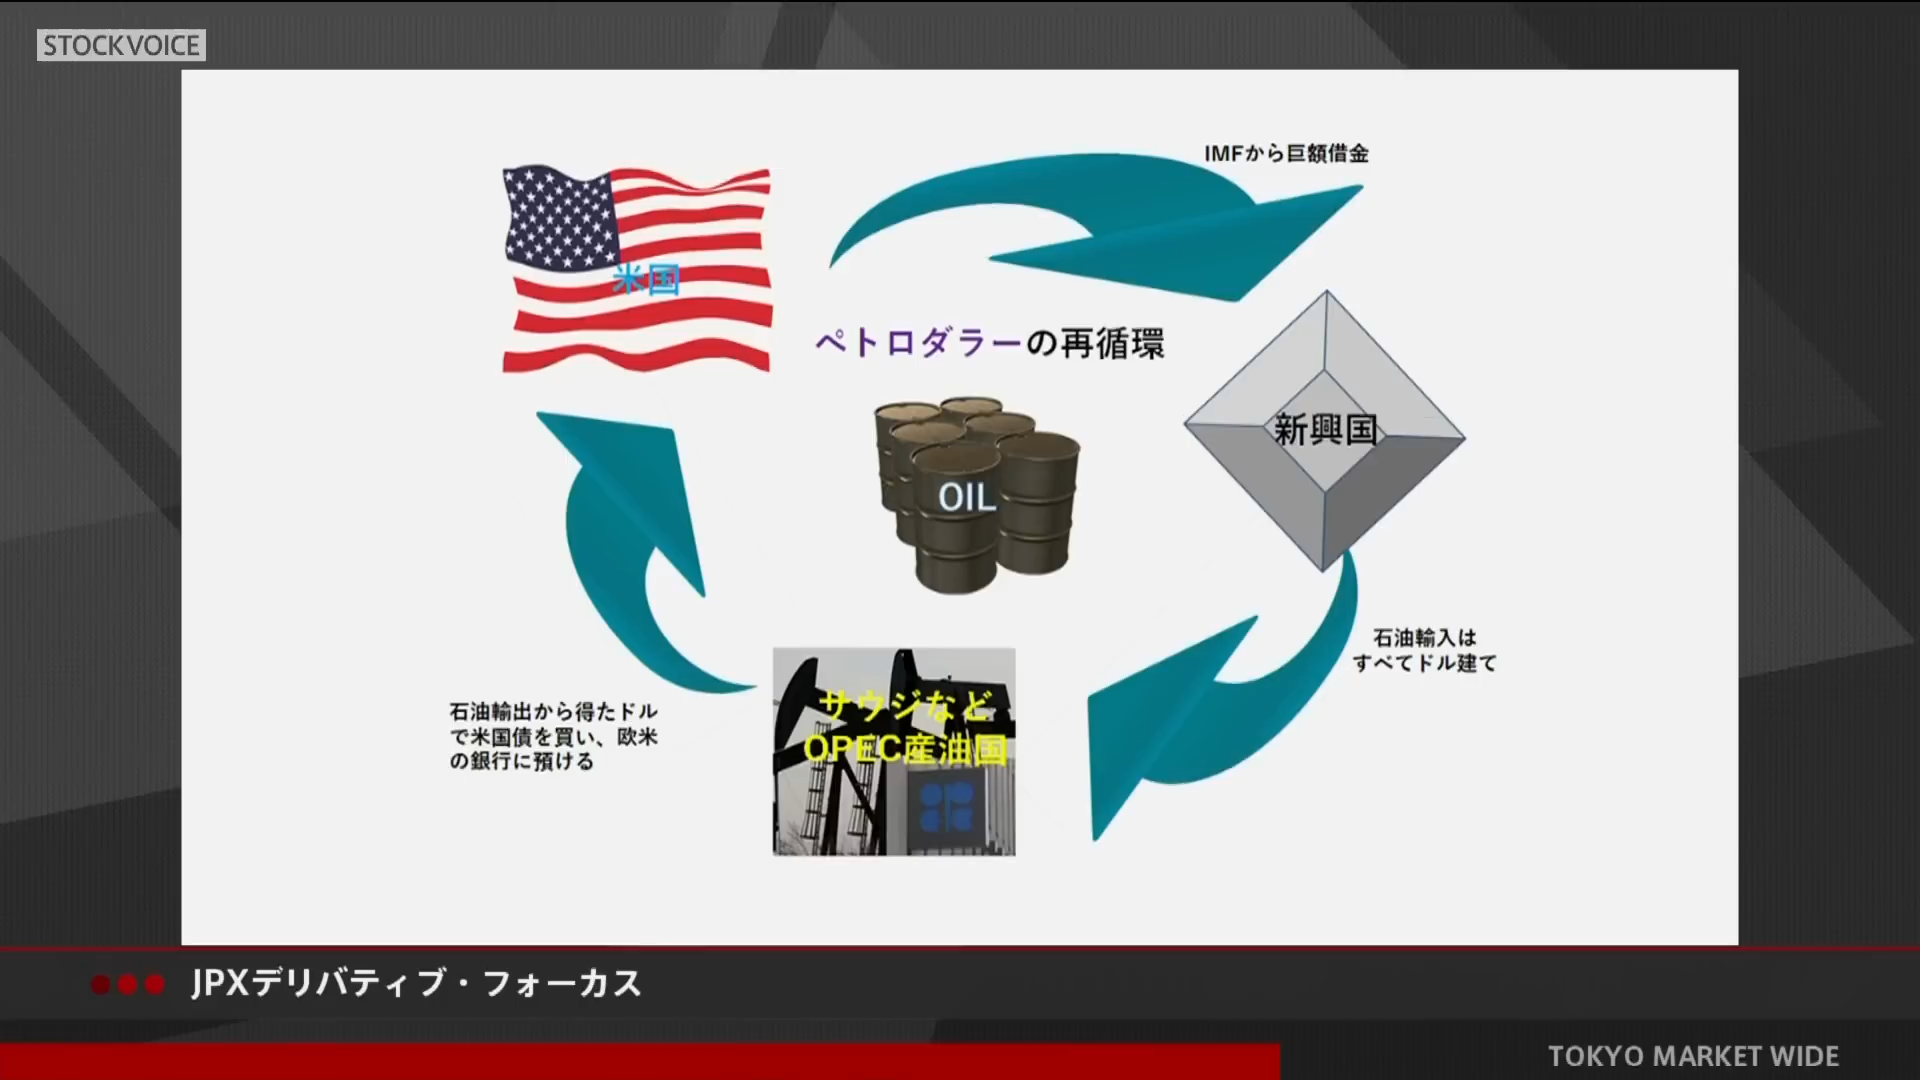 STOCKVOICE
IMFから巨額借金
米国
ペトロダラーの再循環
新興国
OIL
石油輸入は
すべてドル建て
サウジなど
OPEC産油国
石油輸出から得たドル
で米国債を買い、欧米
の銀行に預ける
JPXデリバティブ・フォーカス
TOKYO MARKET WIDE